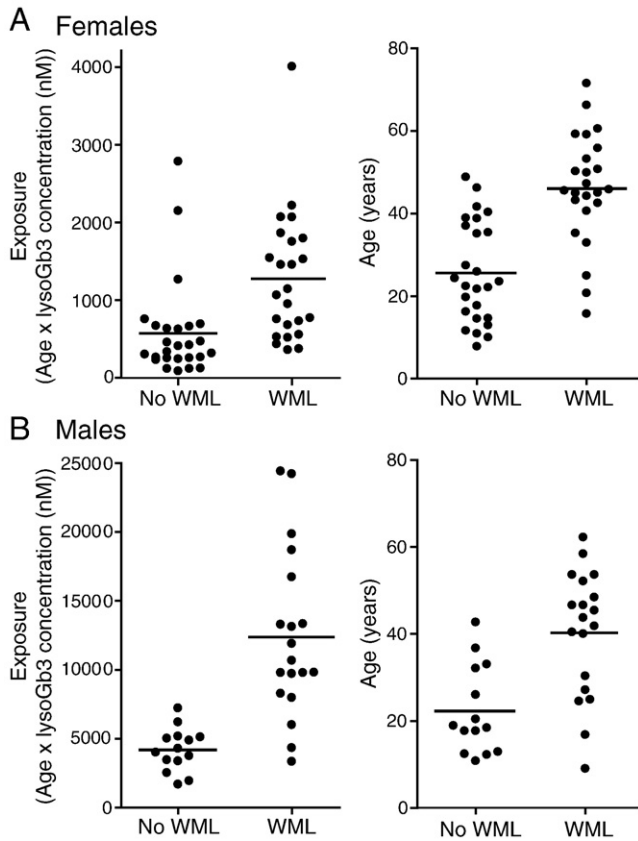 A Females
Exposure
(Age x lysoGb3 concentration (nM))
4000
3000
2000
1000
0
No WML
WML
Age (years)
80
60
40
20
0
No WML
WML
B Males
Exposure
(Age x lysoGb3 concentration (nM))
25000
20000
15000
10000
5000
0
No WML
WML
Age (years)
80
60
40
20
0
No WML
WML